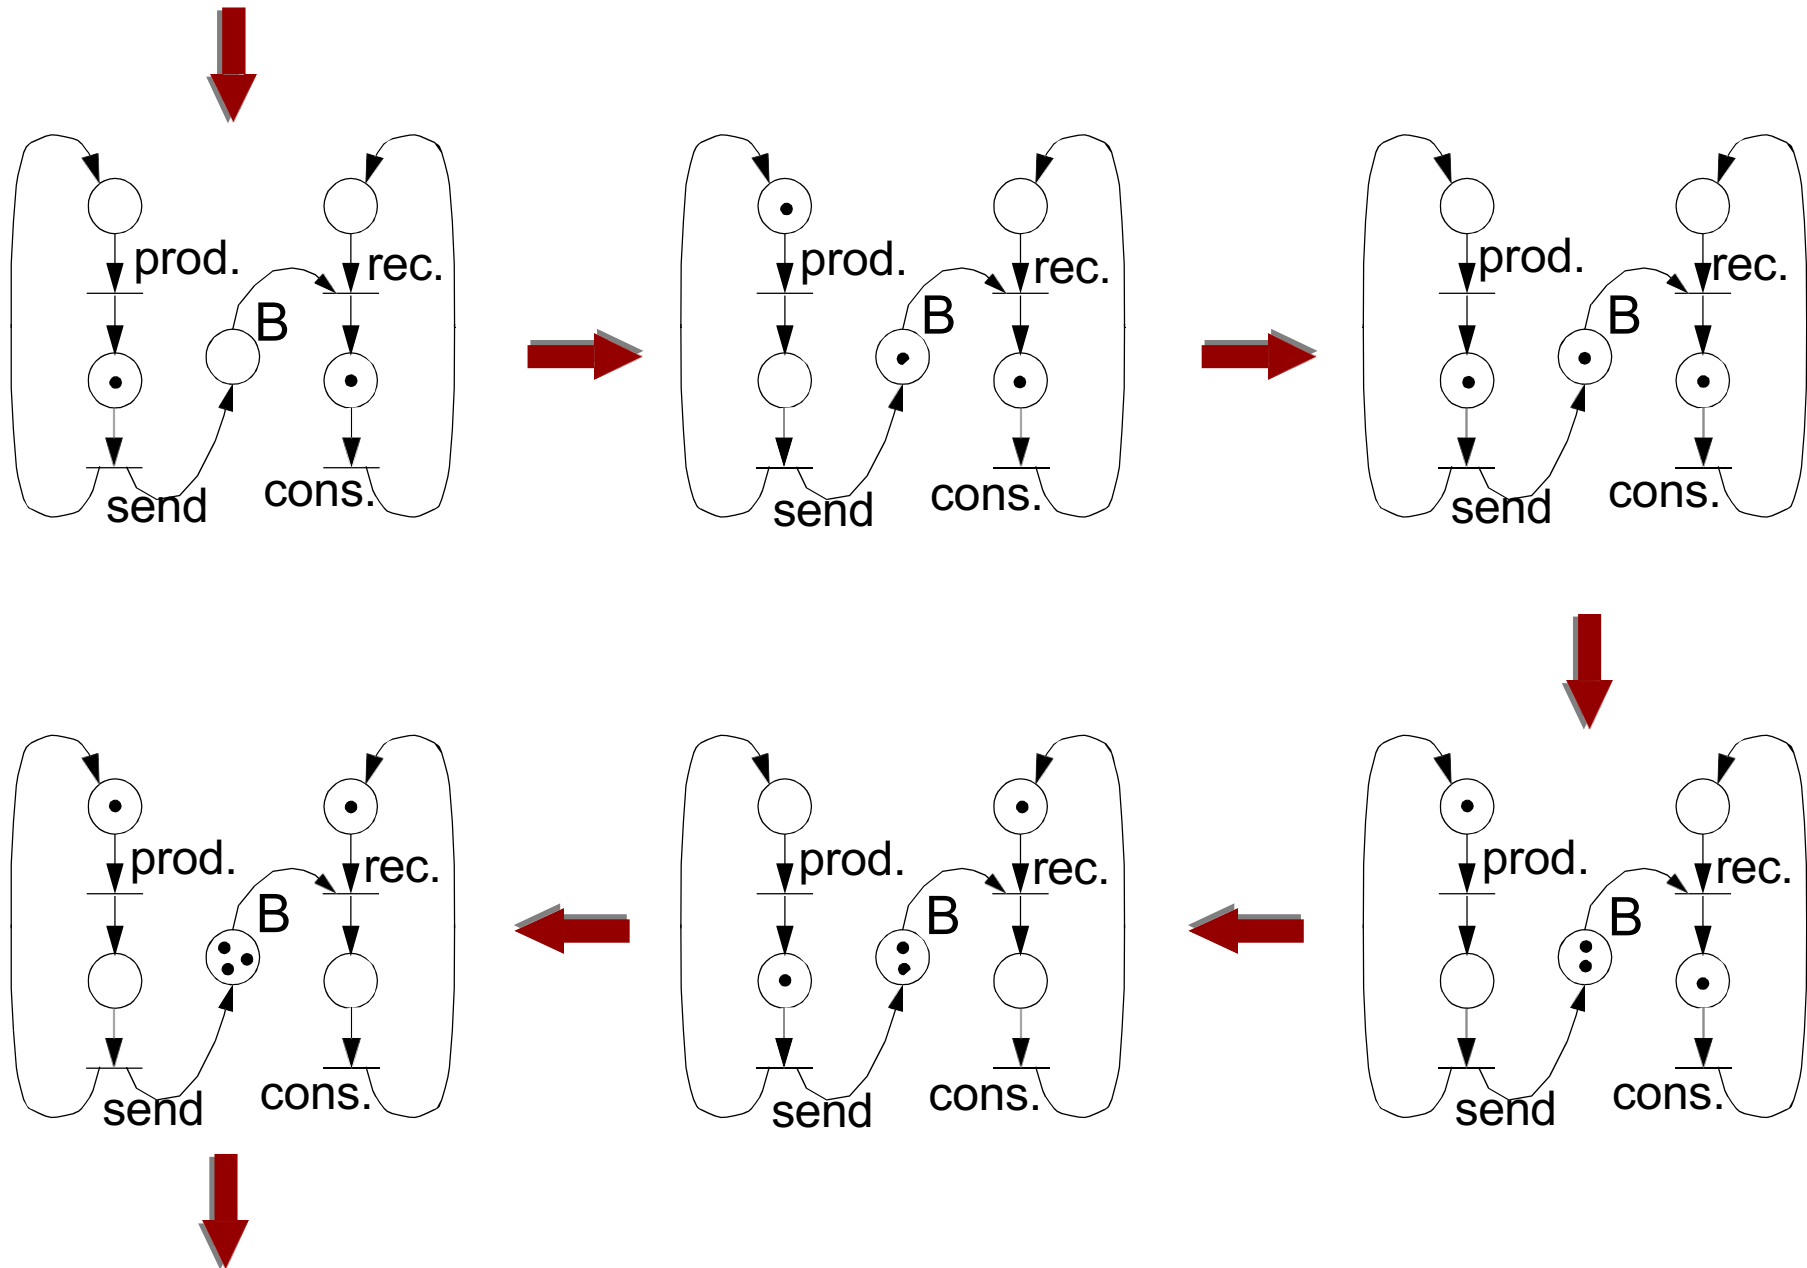 prod.
rec.
B
send
cons.
prod.
rec.
B
send
cons.
prod.
rec.
B
send
cons.
prod.
rec.
B
send
cons.
prod.
rec.
B
send
cons.
prod.
rec.
B
send
cons.